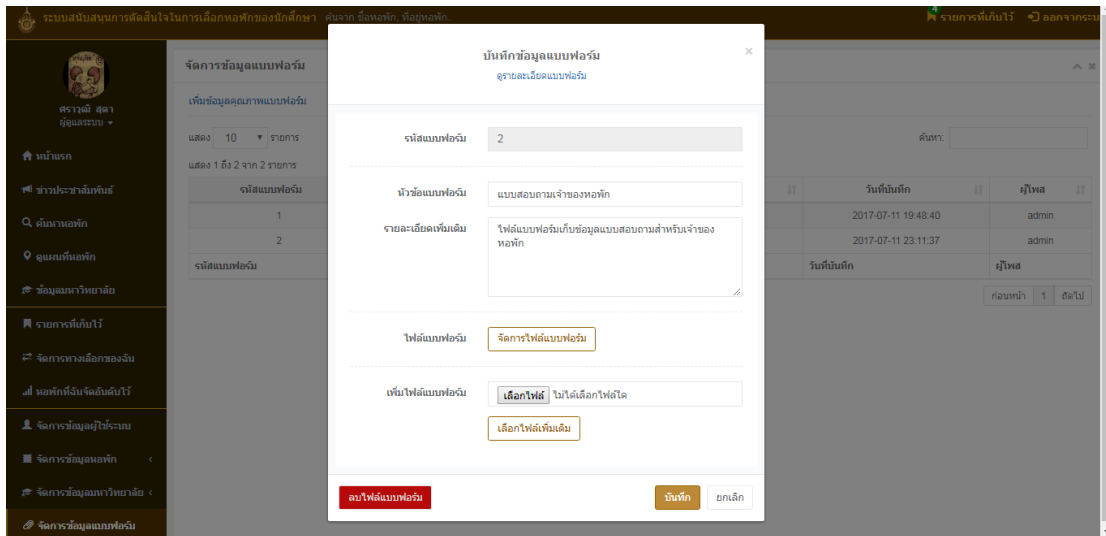 ระบบสนับสนุนการตัดสินใจในการเลือกหอพักของนักศึกษา ค้นจาก ชื่อหอพัก, ที่อยู่หอพัก..
4
รายการที่เก็บไว้ ออกจากระบ
ศราวุฒิ สุดา
ผู้ดูแลระบบ
หน้าแรก
ข่าวประชาสัมพันธ์
ค้นหาหอพัก
ดูแผนที่หอพัก
ข้อมูลมหาวิทยาลัย
รายการที่เก็บไว้
จัดการทางเลือกของฉัน
หอพักที่ฉันจัดอันดับไว้
จัดการข้อมูลผู้ใช้ระบบ
จัดการข้อมูลหอพัก <
จัดการข้อมูลมหาวิทยาลัย <
จัดการข้อมูลแบบฟอร์ม
จัดการข้อมูลแบบฟอร์ม
เพิ่มข้อมูลคุณภาพแบบฟอร์ม
แสดง 10 รายการ
ค้นหา:
แสดง 1 ถึง 2 จาก 2 รายการ
รหัสแบบฟอร์ม วันที่บันทึก ผู้โพส
1 2017-07-11 19:48:40 admin
2 2017-07-11 23:11:37 admin
รหัสแบบฟอร์ม วันที่บันทึก ผู้โพส
ก่อนหน้า 1 ถัดไป
บันทึกข้อมูลแบบฟอร์ม ×
ดูรายละเอียดแบบฟอร์ม
รหัสแบบฟอร์ม 2
หัวข้อแบบฟอร์ม แบบสอบถามเจ้าของหอพัก
รายละเอียดเพิ่มเติม ไฟล์แบบฟอร์มเก็บข้อมูลแบบสอบถามสำหรับเจ้าของ
หอพัก
ไฟล์แบบฟอร์ม จัดการไฟล์แบบฟอร์ม
เพิ่มไฟล์แบบฟอร์ม เลือกไฟล์ ไม่ได้เลือกไฟล์ใด
เลือกไฟล์เพิ่มเติม
ลบไฟล์แบบฟอร์ม บันทึก ยกเลิก